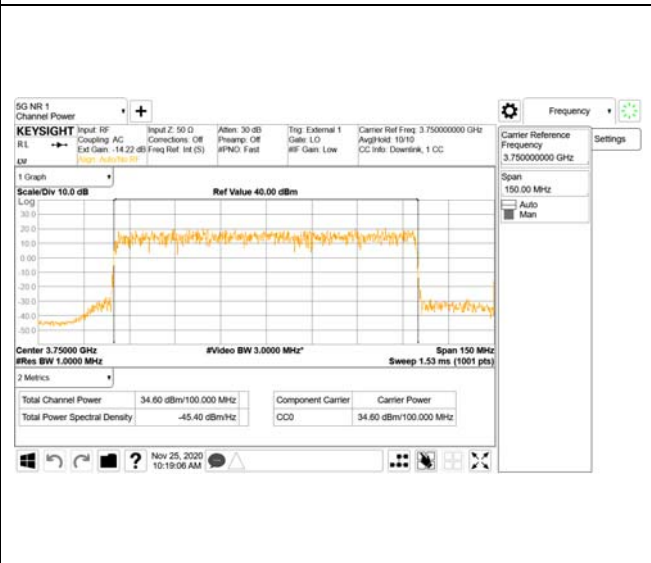 5G NR 1
Channel Power
Frequency
KEYSIGHT
RL
Input: RF
Coupling: AC
Ext Gain: -14.22 dB
Align: Auto/No RF
Input Z: 50 Ω
Corrections: Off
Freq Ref: Int (S)
Atten: 30 dB
Preamp: Off
#PNO: Fast
Trig: External 1
Gate: LO
#IF Gain: Low
Carrier Ref Freq: 3.750000000 GHz
Avg|Hold: 10/10
CC Info: Downlink, 1 CC
Carrier Reference
Frequency
3.750000000 GHz
Settings
Span
150.00 MHz
Auto
Man
1 Graph
Scale/Div 10.0 dB
Ref Value 40.00 dBm
Log
30.0
20.0
10.0
0.00
-10.0
-20.0
-30.0
-40.0
-50.0
Center 3.75000 GHz
#Video BW 3.0000 MHz*
Span 150 MHz
#Res BW 1.0000 MHz
Sweep 1.53 ms (1001 pts)
2 Metrics
Total Channel Power 34.60 dBm/100.000 MHz
Total Power Spectral Density -45.40 dBm/Hz
Component Carrier Carrier Power
CC0 34.60 dBm/100.000 MHz
Nov 25, 2020
10:19:06 AM